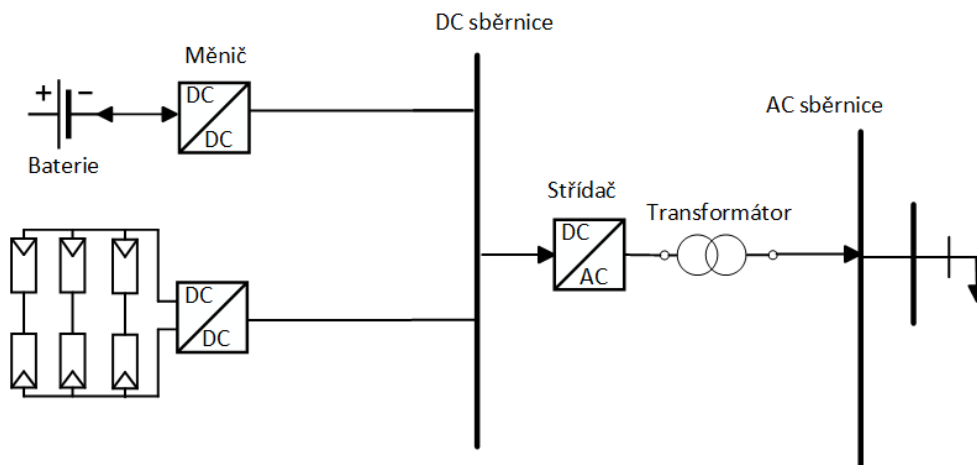 DC sběrnice
Měnič
DC
DC
+ −
Baterie
AC sběrnice
Střídač
DC
AC
Transformátor
DC
DC